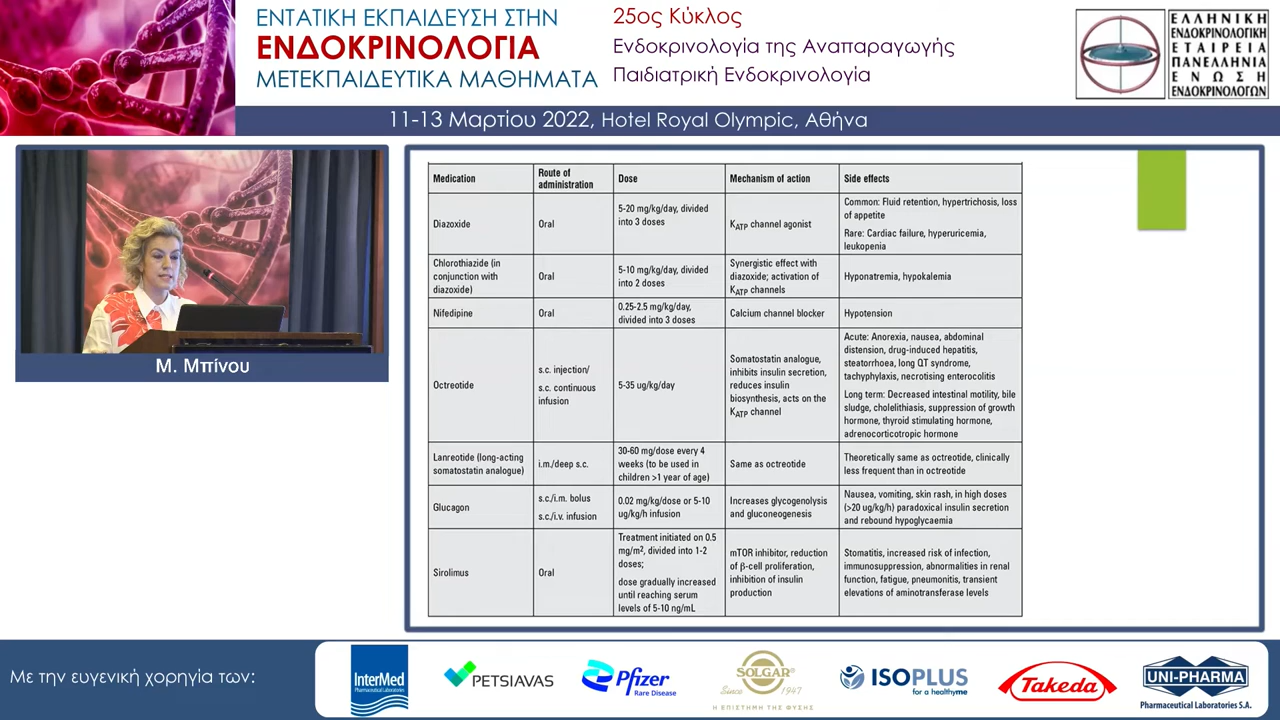 ΕΝΤΑΤΙΚΗ ΕΚΠΑΙΔΕΥΣΗ ΣΤΗΝ
ΕΝΔΟΚΡΙΝΟΛΟΓΙΑ
ΜΕΤΕΚΠΑΙΔΕΥΤΙΚΑ ΜΑΘΗΜΑΤΑ
25ος Κύκλος
Ενδοκρινολογία της Αναπαραγωγής
Παιδιατρική Ενδοκρινολογία
ΕΛΛΗΝΙΚΗ
ΕΝΔΟΚΡΙΝΟΛΟΓΙΚΗ
ΕΤΑΙΡΕΙΑ
ΠΑΝΕΛΛΗΝΙΑ
ΕΝΩΣΗ
ΕΝΔΟΚΡΙΝΟΛΟΓΩΝ
11-13 Μαρτίου 2022, Hotel Royal Olympic, Αθήνα
Μ. Μπίνου
Medication
Route of
administration
Dose
Mechanism of action
Side effects
Diazoxide
Oral
5-20 mg/kg/day, divided
into 3 doses
KATP channel agonist
Common: Fluid retention, hypertrichosis, loss
of appetite
Rare: Cardiac failure, hyperuricemia,
leukopenia
Chlorothiazide (in
conjunction with
diazoxide)
Oral
5-10 mg/kg/day, divided
into 2 doses
Synergistic effect with
diazoxide; activation of
KATP channels
Hyponatremia, hypokalemia
Nifedipine
Oral
0.25-2.5 mg/kg/day,
divided into 3 doses
Calcium channel blocker
Hypotension
Octreotide
s.c. injection/
s.c. continuous
infusion
5-35 ug/kg/day
Somatostatin analogue,
inhibits insulin secretion,
reduces insulin
biosynthesis, acts on the
KATP channel
Acute: Anorexia, nausea, abdominal
distension, drug-induced hepatitis,
steatorrhoea, long QT syndrome,
tachyphylaxis, necrotising enterocolitis
Long term: Decreased intestinal motility, bile
sludge, cholelithiasis, suppression of growth
hormone, thyroid stimulating hormone,
adrenocorticotropic hormone
Lanreotide (long-acting
somatostatin analogue)
i.m./deep s.c.
30-60 mg/dose every 4
weeks (to be used in
children >1 year of age)
Same as octreotide
Theoretically same as octreotide, clinically
less frequent than in octreotide
Glucagon
s.c/i.m. bolus
s.c./i.v. infusion
0.02 mg/kg/dose or 5-10
ug/kg/h infusion
Increases glycogenolysis
and gluconeogenesis
Nausea, vomiting, skin rash, in high doses
(>20 ug/kg/h) paradoxical insulin secretion
and rebound hypoglycaemia
Sirolimus
Oral
Treatment initiated on 0.5
mg/m², divided into 1-2
doses;
dose gradually increased
until reaching serum
levels of 5-10 ng/mL
mTOR inhibitor, reduction
of β-cell proliferation,
inhibition of insulin
production
Stomatitis, increased risk of infection,
immunosuppression, abnormalities in renal
function, fatigue, pneumonitis, transient
elevations of aminotransferase levels
Με την ευγενική χορηγία των:
InterMed
Pharmaceutical Laboratories
PETSIAVAS
Pfizer
Rare Disease
SOLGAR®
Since 1947
Η ΕΠΙΣΤΗΜΗ ΤΗΣ ΦΥΣΗΣ
ISOPLUS
for a healthyme
Takeda
UNI-PHARMA
Pharmaceutical Laboratories S.A.